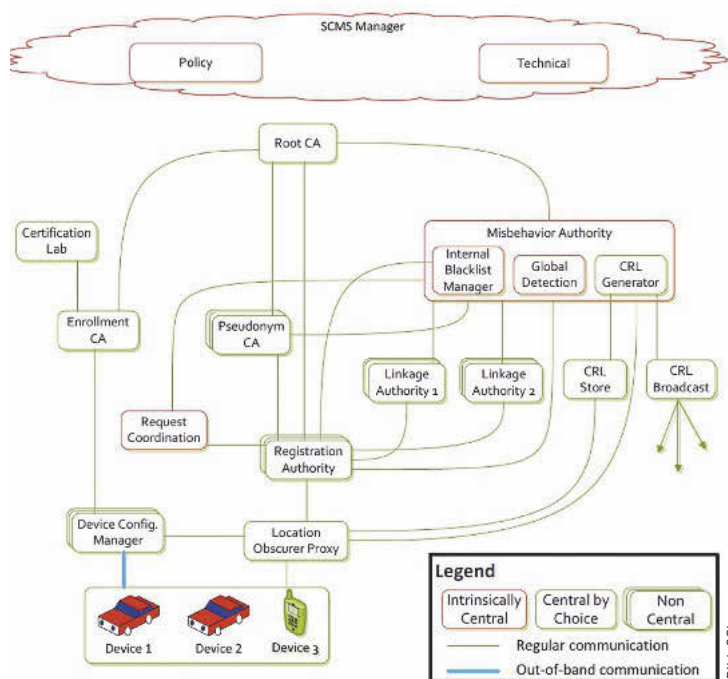 SCMS Manager
Policy
Technical
Root CA
Certification
Lab
Misbehavior Authority
Internal
Blacklist
Manager
Global
Detection
CRL
Generator
Enrollment
CA
Pseudonym
CA
Linkage
Authority 1
Linkage
Authority 2
CRL
Store
CRL
Broadcast
Request
Coordination
Registration
Authority
Device Config.
Manager
Location
Obscurer Proxy
Device 1
Device 2
Device 3
Legend
Intrinsically
Central
Central by
Choice
Non
Central
Regular communication
Out-of-band communication